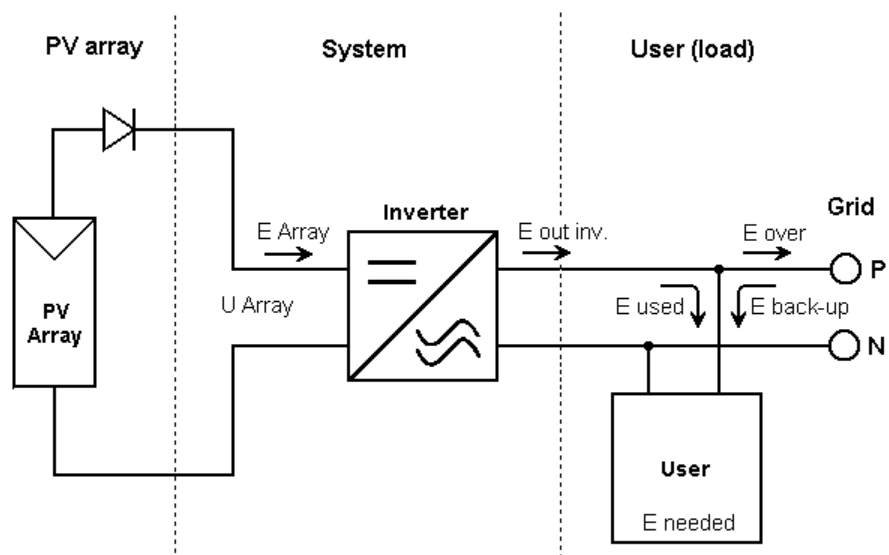 PV array
System
User (load)
Inverter
Grid
E Array
E out inv.
E over
P
PV
Array
U Array
E used
E back-up
N
User
E needed